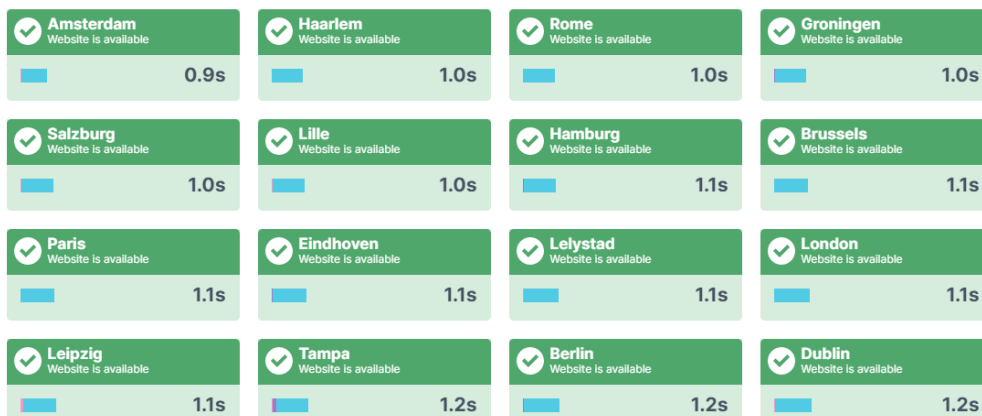 Amsterdam
Website is available
0.9s
Haarlem
Website is available
1.0s
Rome
Website is available
1.0s
Groningen
Website is available
1.0s
Salzburg
Website is available
1.0s
Lille
Website is available
1.0s
Hamburg
Website is available
1.1s
Brussels
Website is available
1.1s
Paris
Website is available
1.1s
Eindhoven
Website is available
1.1s
Lelystad
Website is available
1.1s
London
Website is available
1.1s
Leipzig
Website is available
1.1s
Tampa
Website is available
1.2s
Berlin
Website is available
1.2s
Dublin
Website is available
1.2s